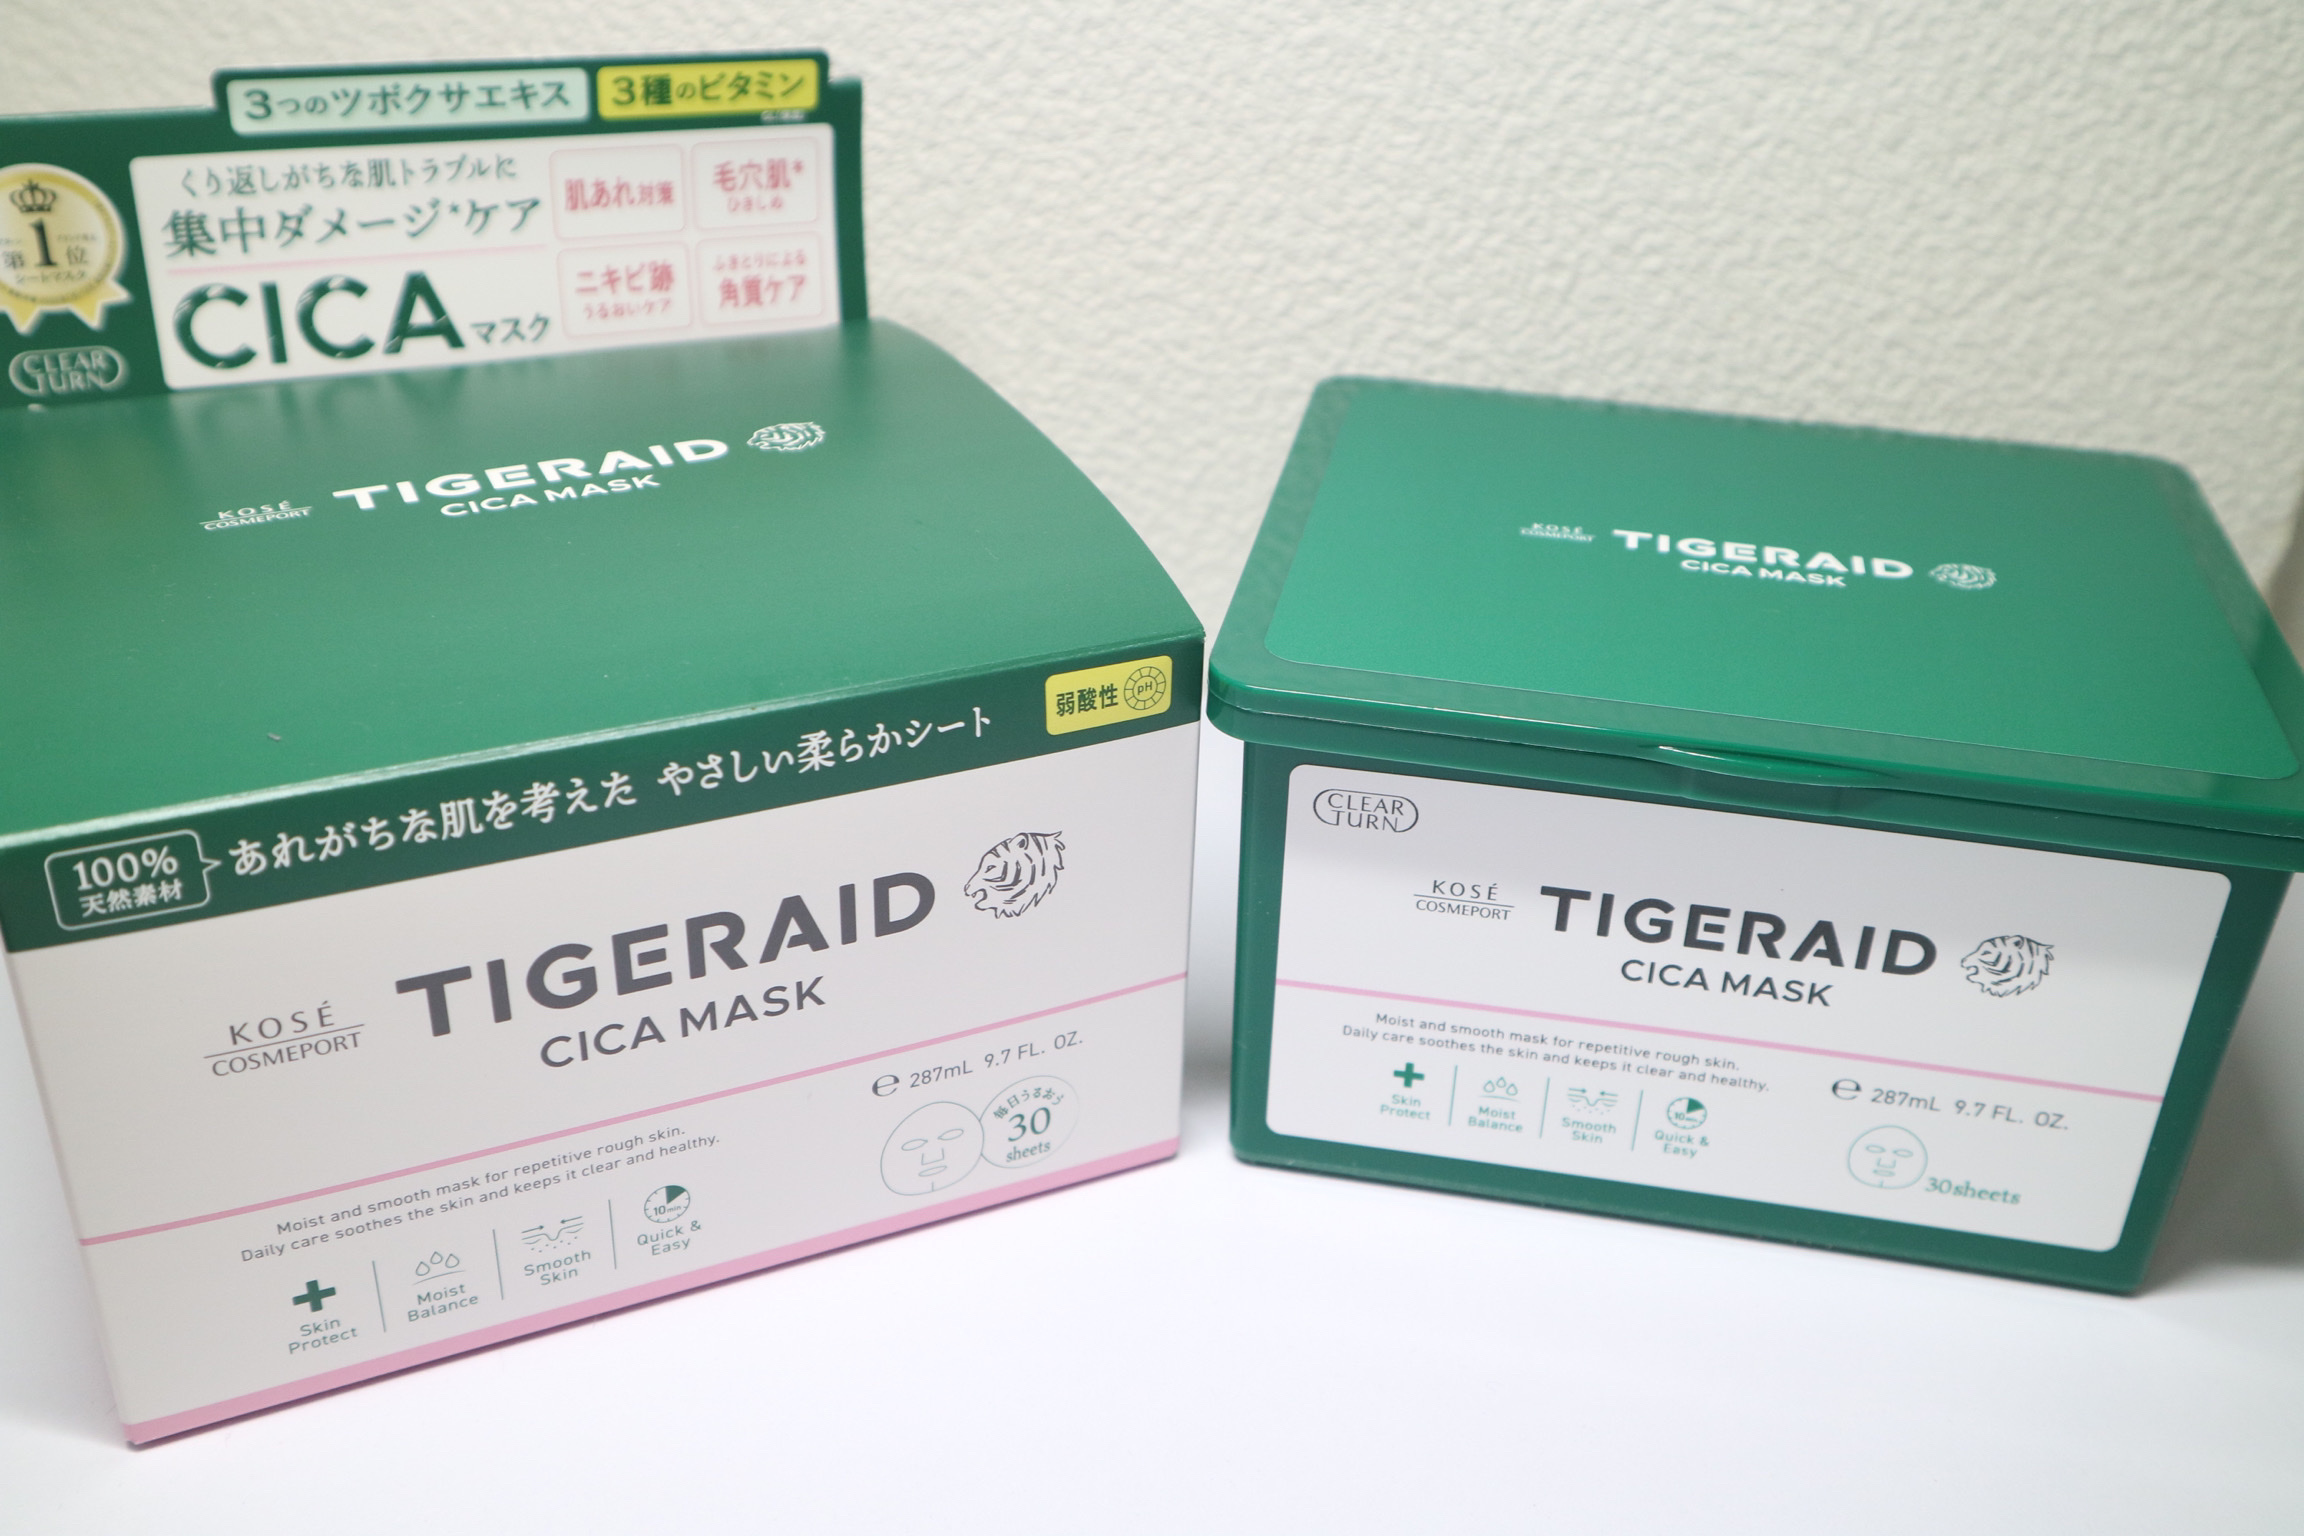 3つのツボクサエキス
3種のビタミン
くり返しがちな肌トラブルに
集中ダメージ*ケア
CICAマスク
肌あれ対策
毛穴肌*
ひきしめ
ニキビ跡
うるおいケア
ふきとりによる
角質ケア
第1位
シートマスク
CLEAR
TURN
KOSÉ
COSMEPORT
TIGERAID
CICA MASK
弱酸性
pH
100%
天然素材
あれがちな肌を考えた やさしい柔らかシート
KOSÉ
COSMEPORT
TIGERAID
CICA MASK
℮ 287mL 9.7 FL. OZ.
毎日うるおう
30
sheets
Moist and smooth mask for repetitive rough skin.
Daily care soothes the skin and keeps it clear and healthy.
Skin
Protect
Moist
Balance
Smooth
Skin
10min
Quick &
Easy
KOSÉ
COSMEPORT
TIGERAID
CICA MASK
CLEAR
TURN
KOSÉ
COSMEPORT
TIGERAID
CICA MASK
Moist and smooth mask for repetitive rough skin.
Daily care soothes the skin and keeps it clear and healthy.
Skin
Protect
Moist
Balance
Smooth
Skin
10min
Quick &
Easy
℮ 287mL 9.7 FL. OZ.
30sheets